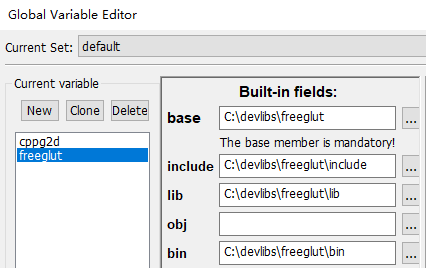 Global Variable Editor
Current Set: default
Current variable
New Clone Delete
cppg2d
freeglut
Built-in fields:
base C:\devlibs\freeglut ...
The base member is mandatory!
include C:\devlibs\freeglut\include ...
lib C:\devlibs\freeglut\lib ...
obj ...
bin C:\devlibs\freeglut\bin ...